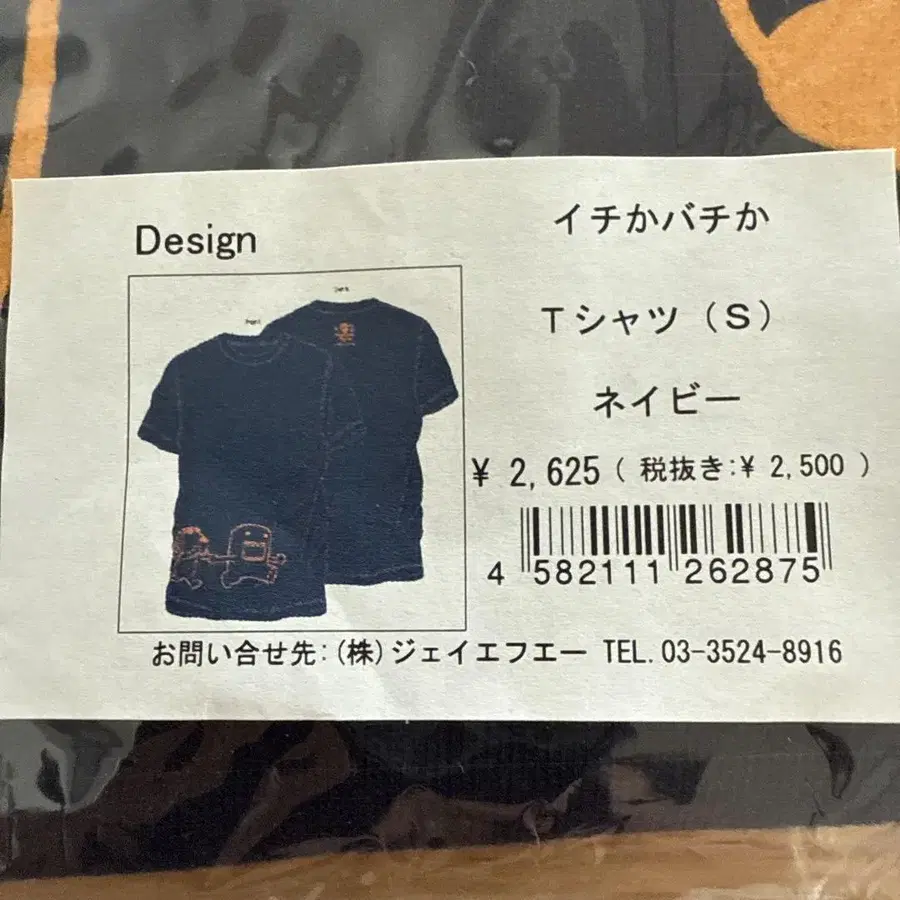 Design
イチかバチか
Tシャツ（S）
ネイビー
¥ 2,625 ( 税抜き:¥ 2,500 )
4 582111 262875
お問い合せ先:(株)ジェイエフエー TEL.03-3524-8916